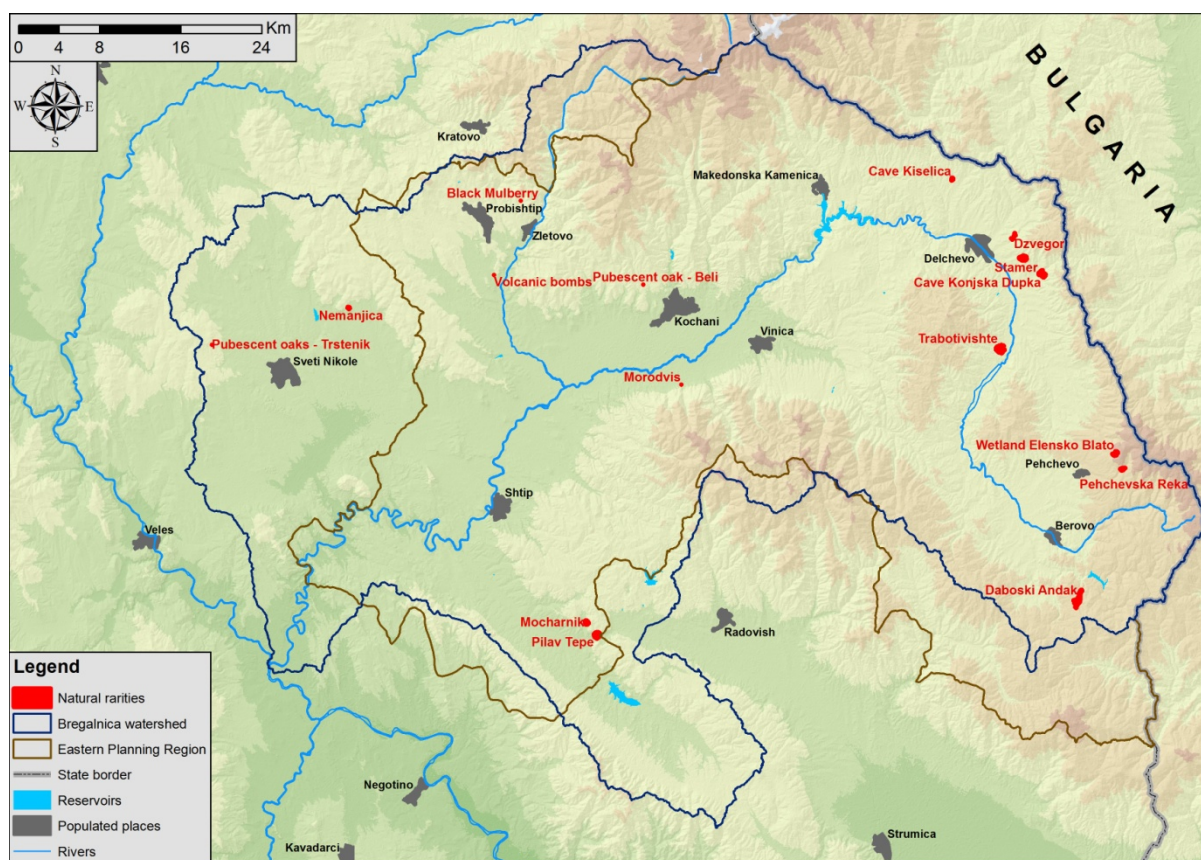 Km
0 4 8 16 24
N
W E
S
BULGARIA
Kratovo
Makedonska Kamenica
Cave Kiselica
Black Mulberry
Probishtip
Zletovo
Dzvegor
Delchevo
Stamer
Cave Konjska Dupka
Volcanic bombs
Pubescent oak - Beli
Nemanjica
Kochani
Vinica
Trabotivishte
Pubescent oaks - Trstenik
Sveti Nikole
Morodvis
Wetland Elensko Blato
Pehchevo
Pehchevska Reka
Shtip
Veles
Berovo
Daboski Andak
Mocharnik
Radovish
Pilav Tepe
Negotino
Strumica
Kavadarci
Legend
Natural rarities
Bregalnica watershed
Eastern Planning Region
State border
Reservoirs
Populated places
Rivers